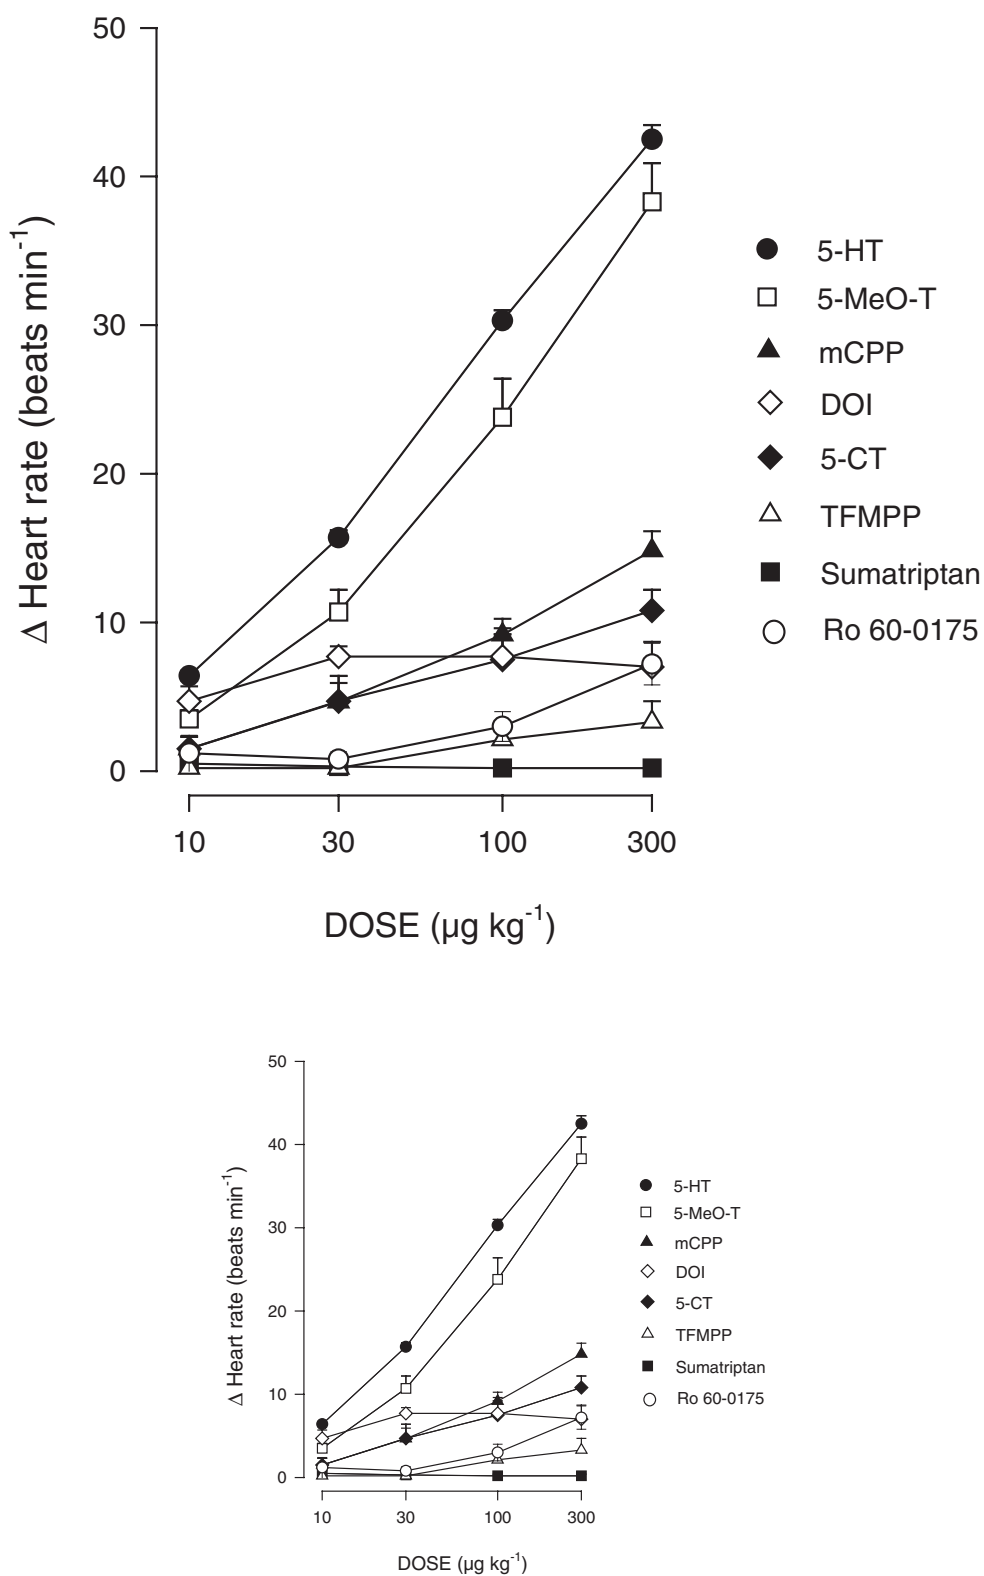 50
40
30
20
10
0
Δ Heart rate (beats min⁻¹)
10 30 100 300
DOSE (µg kg⁻¹)
5-HT
5-MeO-T
mCPP
DOI
5-CT
TFMPP
Sumatriptan
Ro 60-0175
50
40
30
20
10
0
Δ Heart rate (beats min⁻¹)
10 30 100 300
DOSE (µg kg⁻¹)
5-HT
5-MeO-T
mCPP
DOI
5-CT
TFMPP
Sumatriptan
Ro 60-0175